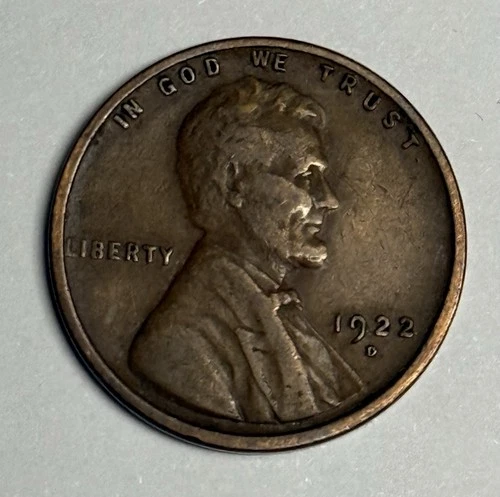 IN GOD WE TRUST
LIBERTY
1922
D